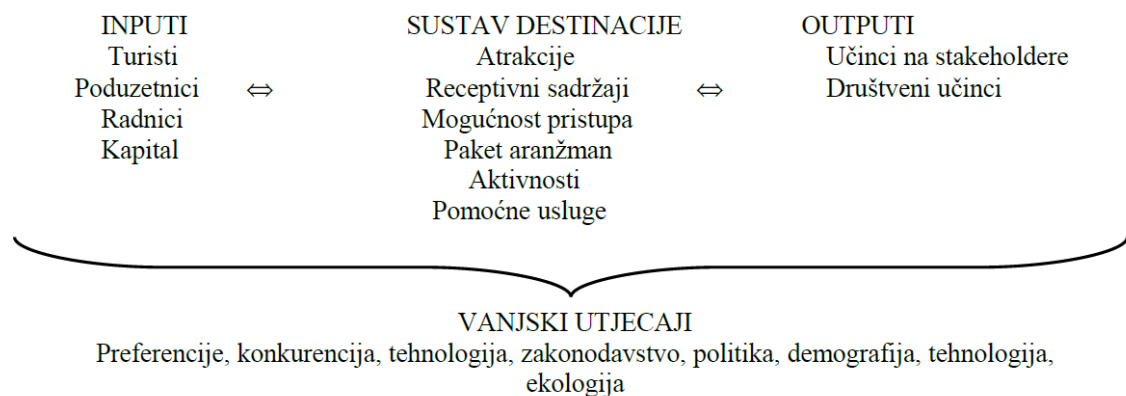 INPUTI SUSTAV DESTINACIJE OUTPUTI
Turisti Atrakcije Učinci na stakeholdere
Poduzetnici ⇔ Receptivni sadržaji ⇔ Društveni učinci
Radnici Mogućnost pristupa
Kapital Paket aranžman
Aktivnosti
Pomoćne usluge
VANJSKI UTJECAJI
Preferencije, konkurencija, tehnologija, zakonodavstvo, politika, demografija, tehnologija,
ekologija